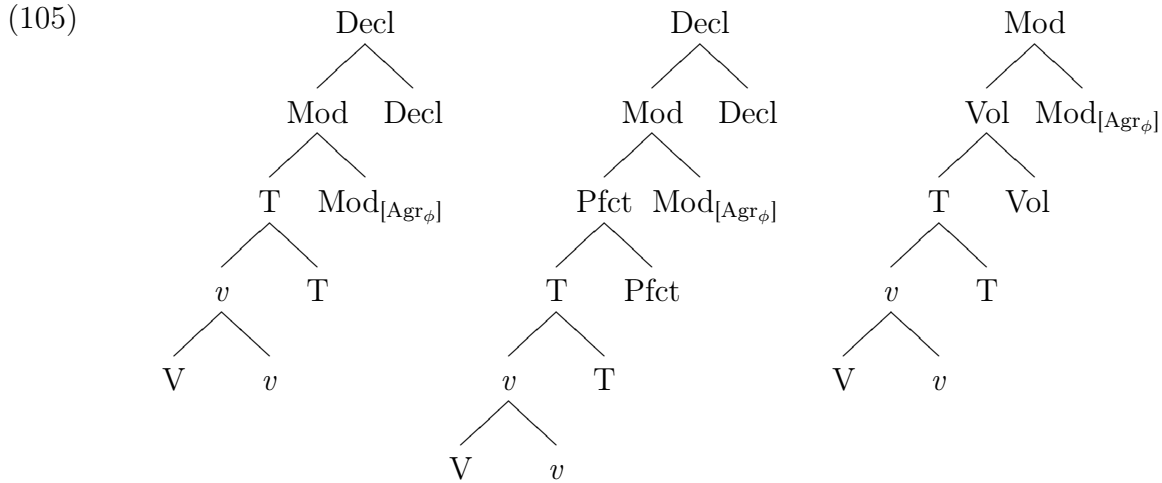 (105) Decl Decl Mod
Mod Decl Mod Decl Vol Mod[Agrϕ]
T Mod[Agrϕ] Pfct Mod[Agrϕ] T Vol
v T T Pfct v T
V v v T V v
V v